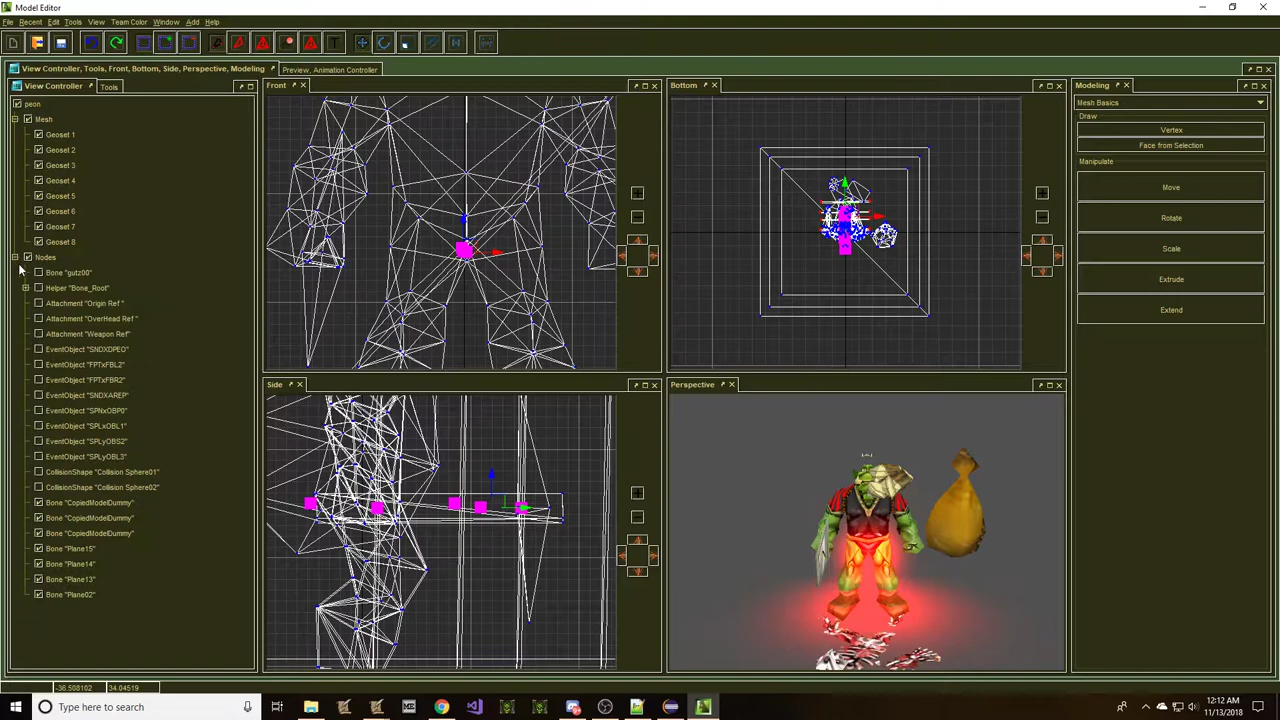 Model Editor
File Recent Edit Tools View Team Color Window Add Help
View Controller, Tools, Front, Bottom, Side, Perspective, Modeling
Preview, Animation Controller
View Controller
Tools
peon
Mesh
Geoset 1
Geoset 2
Geoset 3
Geoset 4
Geoset 5
Geoset 6
Geoset 7
Geoset 8
Nodes
Bone "gutz00"
Helper "Bone_Root"
Attachment "Origin Ref "
Attachment "OverHead Ref "
Attachment "Weapon Ref"
EventObject "SNDXDPEO"
EventObject "FPTxFBL2"
EventObject "FPTxFBR2"
EventObject "SNDXAREP"
EventObject "SPNxOBP0"
EventObject "SPLxOBL1"
EventObject "SPLyOBS2"
EventObject "SPLyOBL3"
CollisionShape "Collision Sphere01"
CollisionShape "Collision Sphere02"
Bone "CopiedModelDummy"
Bone "CopiedModelDummy"
Bone "CopiedModelDummy"
Bone "Plane15"
Bone "Plane14"
Bone "Plane13"
Bone "Plane02"
Front
Bottom
Side
Perspective
Modeling
Mesh Basics
Draw
Vertex
Face from Selection
Manipulate
Move
Rotate
Scale
Extrude
Extend
-36.508102
34.04519
Type here to search
12:12 AM
11/13/2018